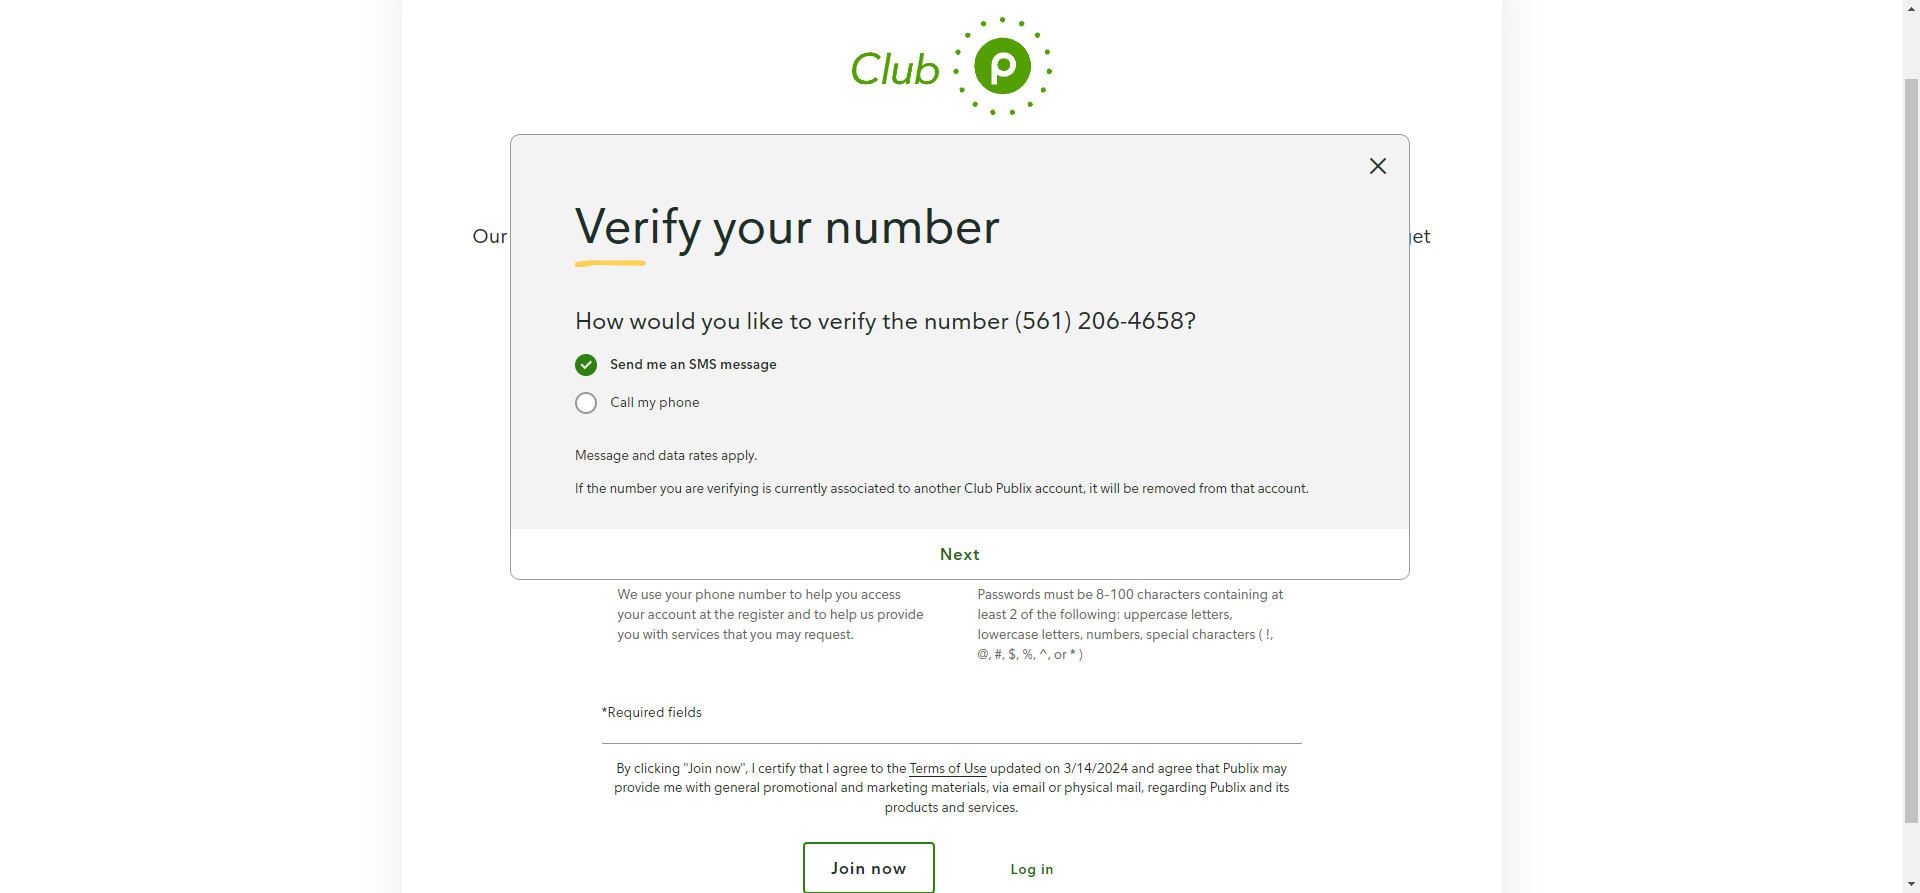 Club
P
Verify your number
Our
How would you like to verify the number (561) 206-4658?
Send me an SMS message
Call my phone
Message and data rates apply.
If the number you are verifying is currently associated to another Club Publix account, it will be removed from that account.
Next
We use your phone number to help you access
your account at the register and to help us provide
you with services that you may request.
Passwords must be 8-100 characters containing at
least 2 of the following: uppercase letters,
lowercase letters, numbers, special characters ( !,
@, #, $, %, ^, or * )
*Required fields
By clicking "Join now", I certify that I agree to the Terms of Use updated on 3/14/2024 and agree that Publix may
provide me with general promotional and marketing materials, via email or physical mail, regarding Publix and its
products and services.
Join now
Log in